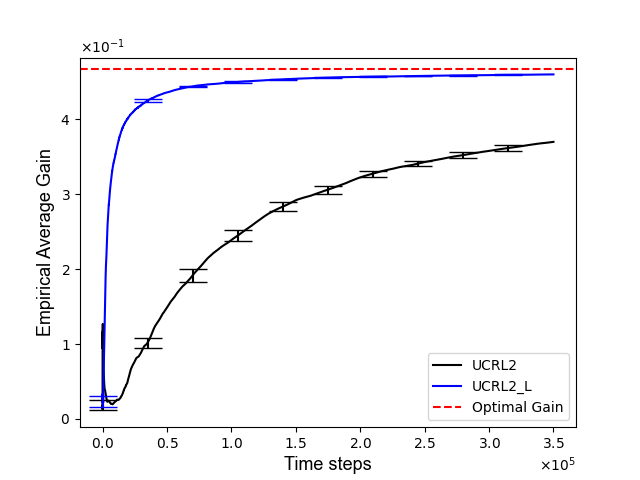 ×10⁻¹
Empirical Average Gain
4
3
2
1
0
UCRL2
UCRL2_L
Optimal Gain
0.0 0.5 1.0 1.5 2.0 2.5 3.0 3.5
Time steps
×10⁵